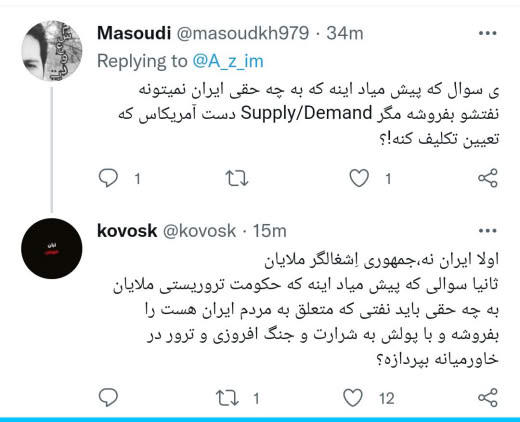 Masoudi @masoudkh979 · 34m
Replying to @A_z_im
ی سوال که پیش میاد اینه که به چه حقی ایران نمیتونه
نفتشو بفروشه مگر Supply/Demand دست آمریکاس که
تعیین تکلیف کنه!؟
1 1
kovosk @kovosk · 15m
اولا ایران نه،جمهوری اِشغالگر ملایان
ثانیا سوالی که پیش میاد اینه که حکومت تروریستی ملایان
به چه حقی باید نفتی که متعلق به مردم ایران هست را
بفروشه و با پولش به شرارت و جنگ افروزی و ترور در
خاورمیانه بپردازه؟
1 12